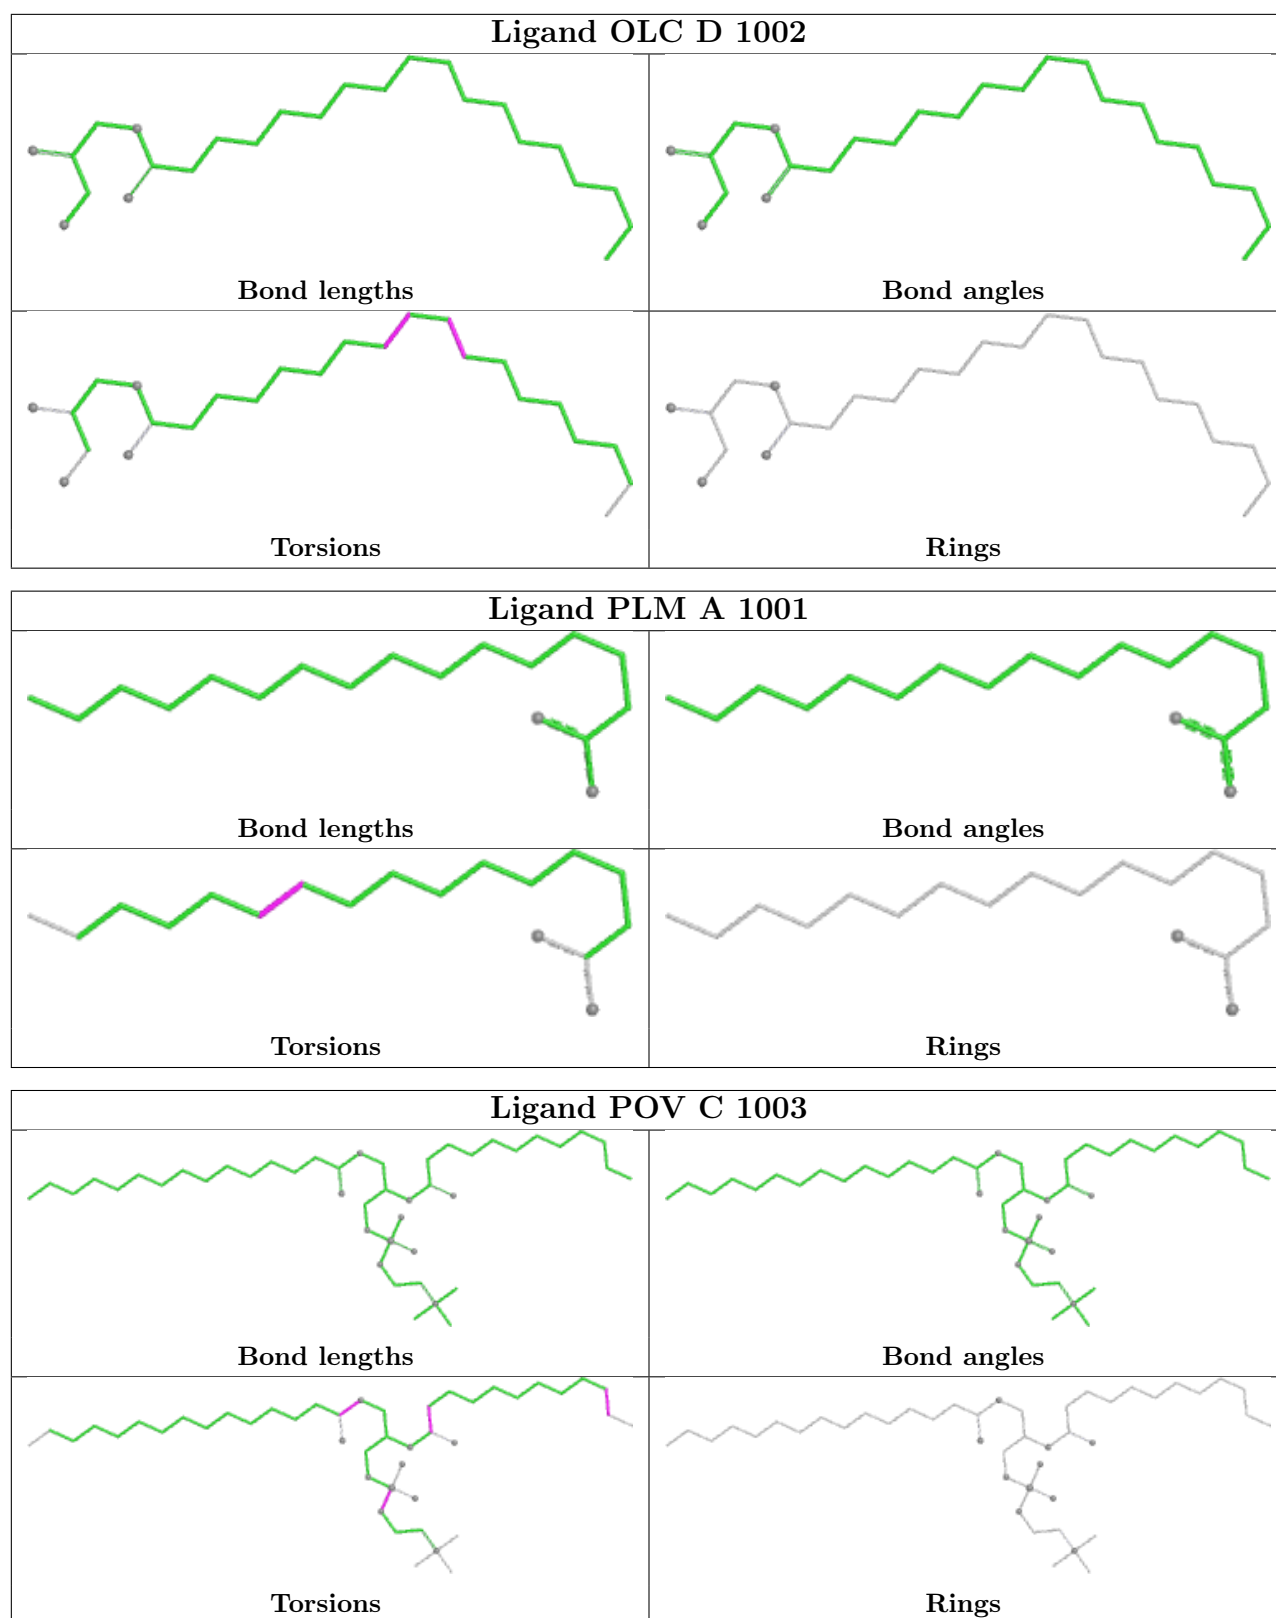 Ligand OLC D 1002
Bond lengths
Bond angles
Torsions
Rings
Ligand PLM A 1001
Bond lengths
Bond angles
Torsions
Rings
Ligand POV C 1003
Bond lengths
Bond angles
Torsions
Rings